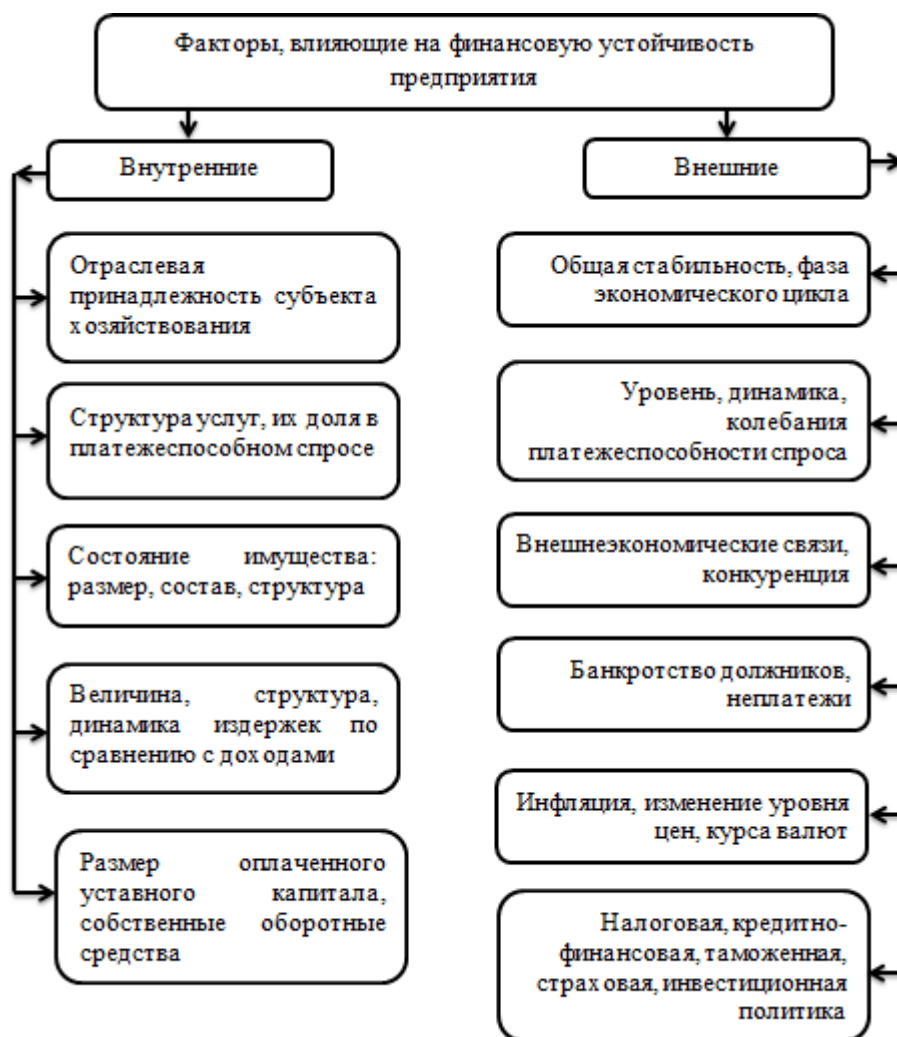 Факторы, влияющие на финансовую устойчивость
предприятия
Внутренние
Внешние
Отраслевая
принадлежность субъекта
хозяйствования
Структура услуг, их доля в
платежеспособном спросе
Состояние имущества:
размер, состав, структура
Величина, структура,
динамика издержек по
сравнению с доходами
Размер оплаченного
уставного капитала,
собственные оборотные
средства
Общая стабильность, фаза
экономического цикла
Уровень, динамика,
колебания
платежеспособности спроса
Внешнеэкономические связи,
конкуренция
Банкротство должников,
неплатежи
Инфляция, изменение уровня
цен, курса валют
Налоговая, кредитно-
финансовая, таможенная,
страховая, инвестиционная
политика